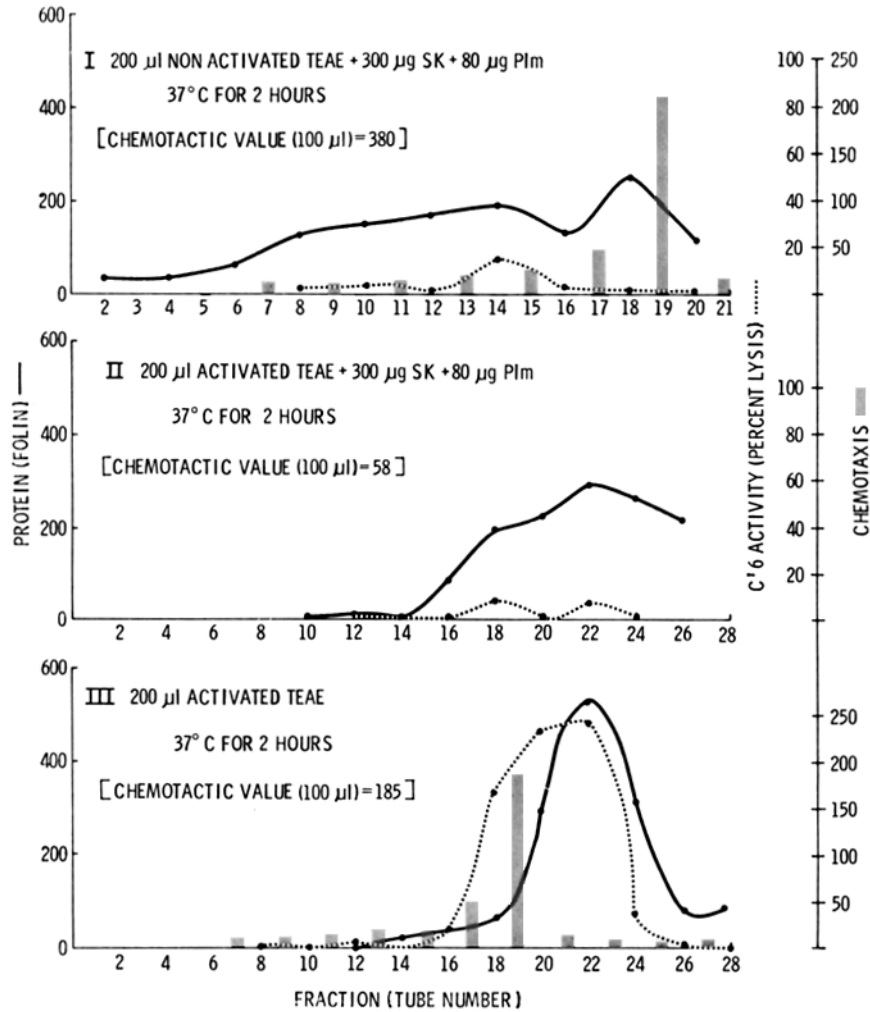 PROTEIN (FOLIN)
I 200 µl NON ACTIVATED TEAE + 300 µg SK + 80 µg Plm
37°C FOR 2 HOURS
[CHEMOTACTIC VALUE (100 µl) = 380]
600
400
200
0
2 3 4 5 6 7 8 9 10 11 12 13 14 15 16 17 18 19 20 21
100 250
80 200
60 150
40 100
20 50
II 200 µl ACTIVATED TEAE + 300 µg SK + 80 µg Plm
37°C FOR 2 HOURS
[CHEMOTACTIC VALUE (100 µl) = 58]
600
400
200
0
2 4 6 8 10 12 14 16 18 20 22 24 26 28
100
80
60
40
20
C'6 ACTIVITY (PERCENT LYSIS)
CHEMOTAXIS
III 200 µl ACTIVATED TEAE
37°C FOR 2 HOURS
[CHEMOTACTIC VALUE (100 µl) = 185]
600
400
200
0
2 4 6 8 10 12 14 16 18 20 22 24 26 28
250
200
150
100
50
FRACTION (TUBE NUMBER)